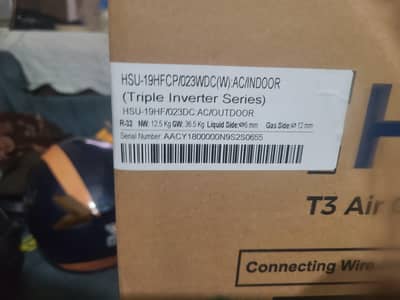 HSU-19HFCP/023WDC(W):AC/INDOOR
(Triple Inverter Series)
HSU-19HF/023DC:AC/OUTDOOR
R-32 NW: 12.5 Kg GW: 36.5 Kg Liquid Side:Φ6 mm Gas Side:Φ 12 mm
Serial Number: AACY1800000N9S2S0655
T3 Air
Connecting Wire